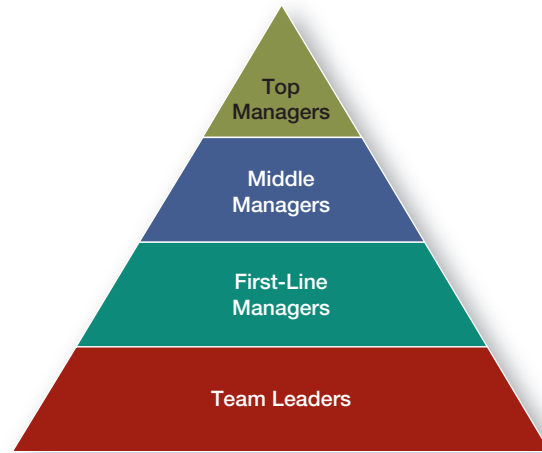 Top
Managers
Middle
Managers
First-Line
Managers
Team Leaders